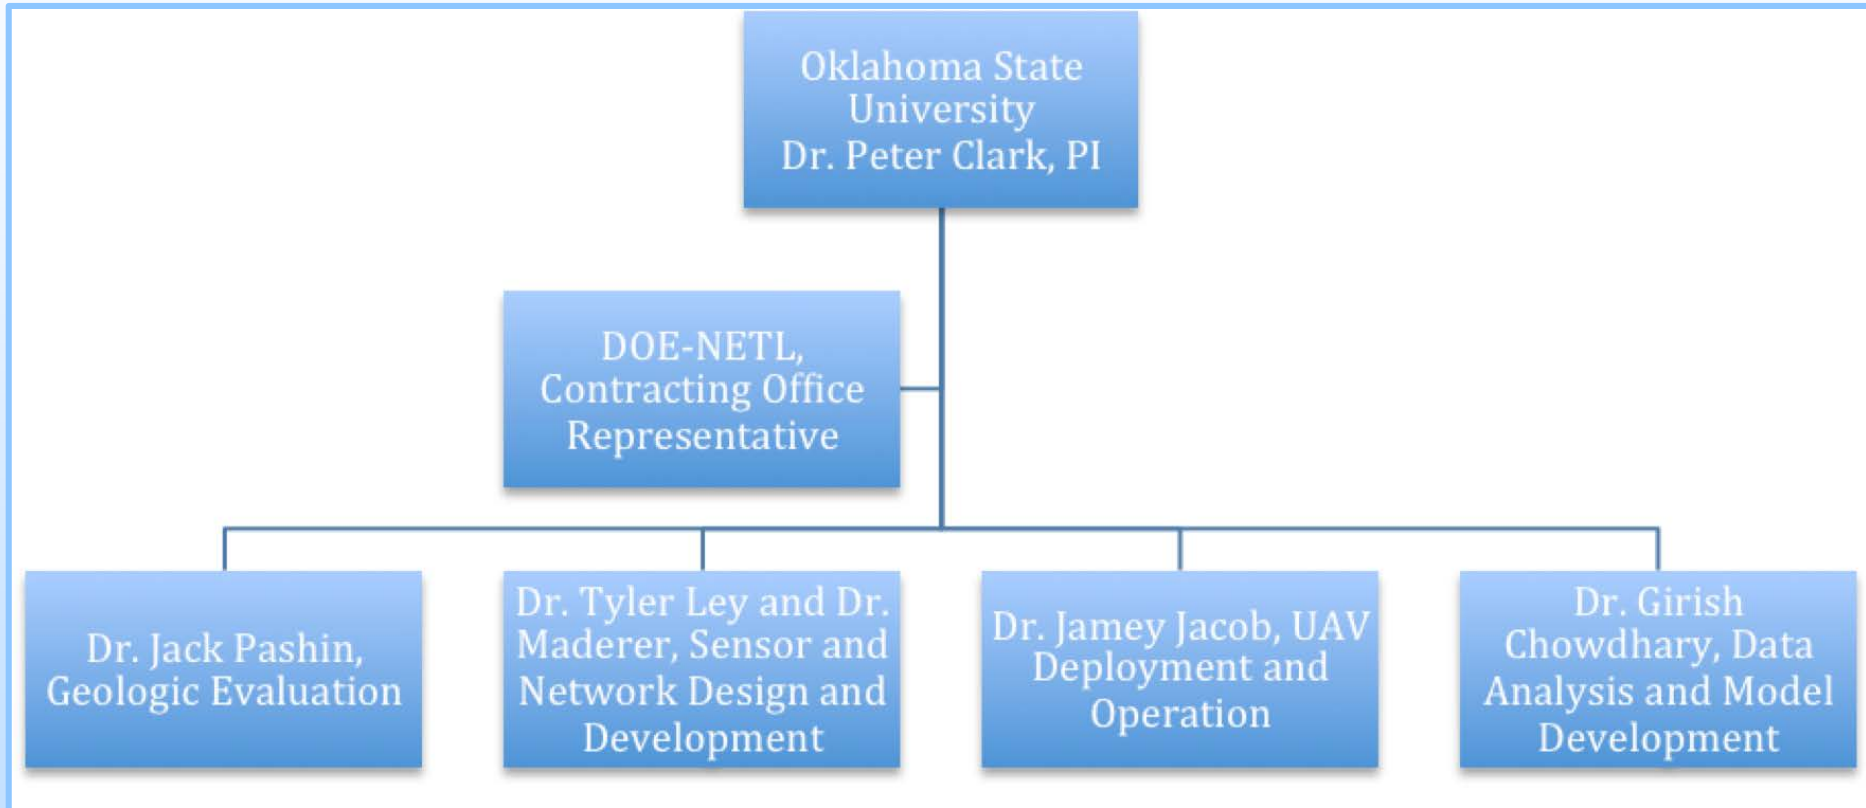 Oklahoma State
University
Dr. Peter Clark, PI
DOE-NETL,
Contracting Office
Representative
Dr. Jack Pashin,
Geologic Evaluation
Dr. Tyler Ley and Dr.
Maderer, Sensor and
Network Design and
Development
Dr. Jamey Jacob, UAV
Deployment and
Operation
Dr. Girish
Chowdhary, Data
Analysis and Model
Development